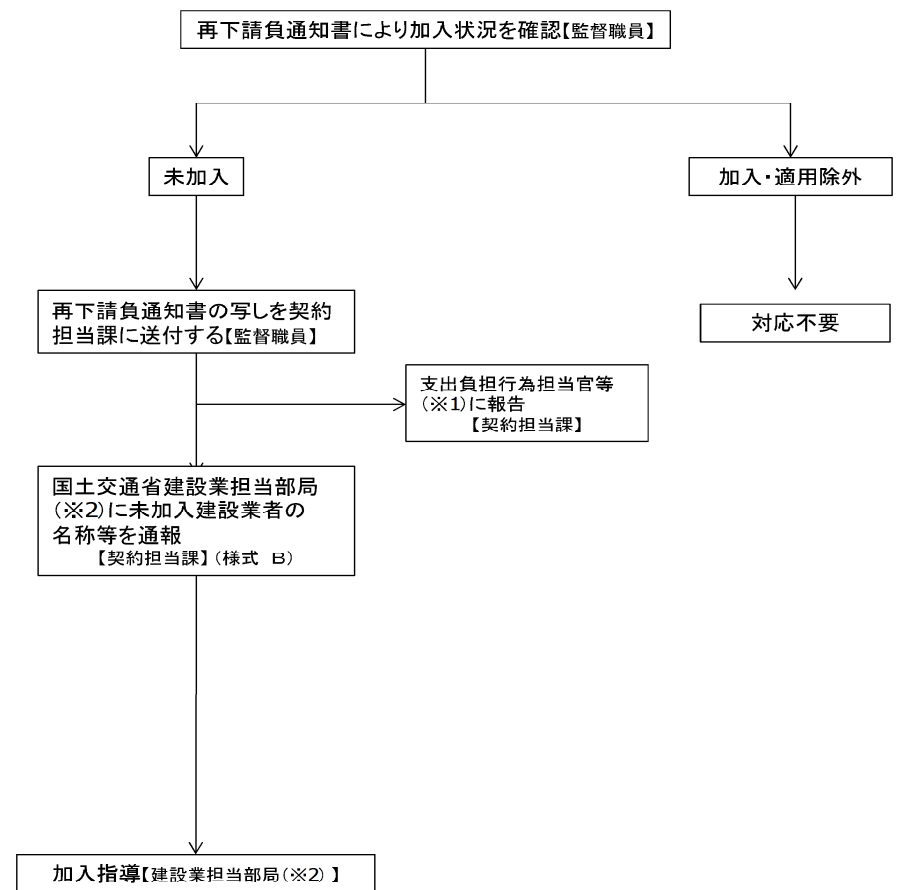 再下請負通知書により加入状況を確認【監督職員】
未加入
加入・適用除外
再下請負通知書の写しを契約
担当課に送付する【監督職員】
対応不要
支出負担行為担当官等
(※1)に報告
【契約担当課】
国土交通省建設業担当部局
(※2)に未加入建設業者の
名称等を通報
【契約担当課】(様式 B)
加入指導【建設業担当部局(※2) 】